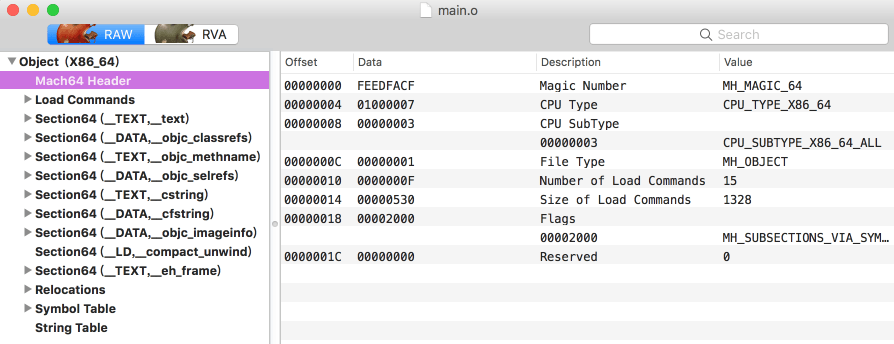 main.o
RAW RVA Search
Object (X86_64)
Mach64 Header
Load Commands
Section64 (__TEXT,__text)
Section64 (__DATA,__objc_classrefs)
Section64 (__TEXT,__objc_methname)
Section64 (__DATA,__objc_selrefs)
Section64 (__TEXT,__cstring)
Section64 (__DATA,__cfstring)
Section64 (__DATA,__objc_imageinfo)
Section64 (__LD,__compact_unwind)
Section64 (__TEXT,__eh_frame)
Relocations
Symbol Table
String Table
Offset Data Description Value
00000000 FEEDFACF Magic Number MH_MAGIC_64
00000004 01000007 CPU Type CPU_TYPE_X86_64
00000008 00000003 CPU SubType
00000003 CPU_SUBTYPE_X86_64_ALL
0000000C 00000001 File Type MH_OBJECT
00000010 0000000F Number of Load Commands 15
00000014 00000530 Size of Load Commands 1328
00000018 00002000 Flags
00002000 MH_SUBSECTIONS_VIA_SYM…
0000001C 00000000 Reserved 0